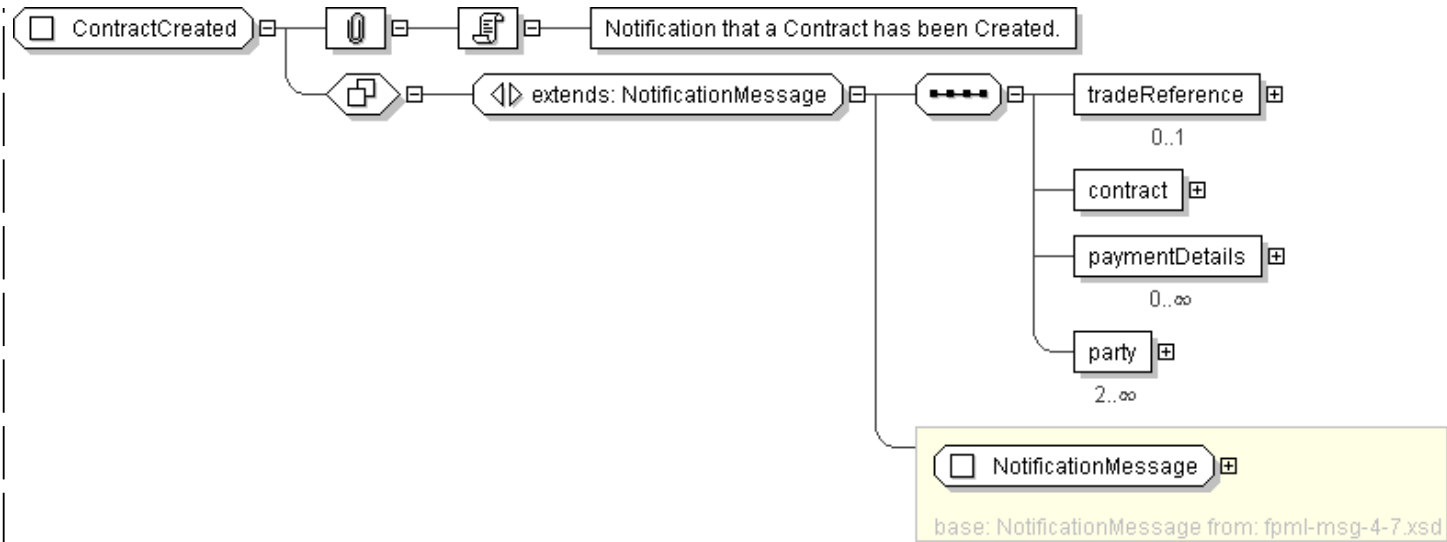 ContractCreated
Notification that a Contract has been Created.
extends: NotificationMessage
tradeReference
0..1
contract
paymentDetails
0..∞
party
2..∞
NotificationMessage
base: NotificationMessage from: fpml-msg-4-7.xsd